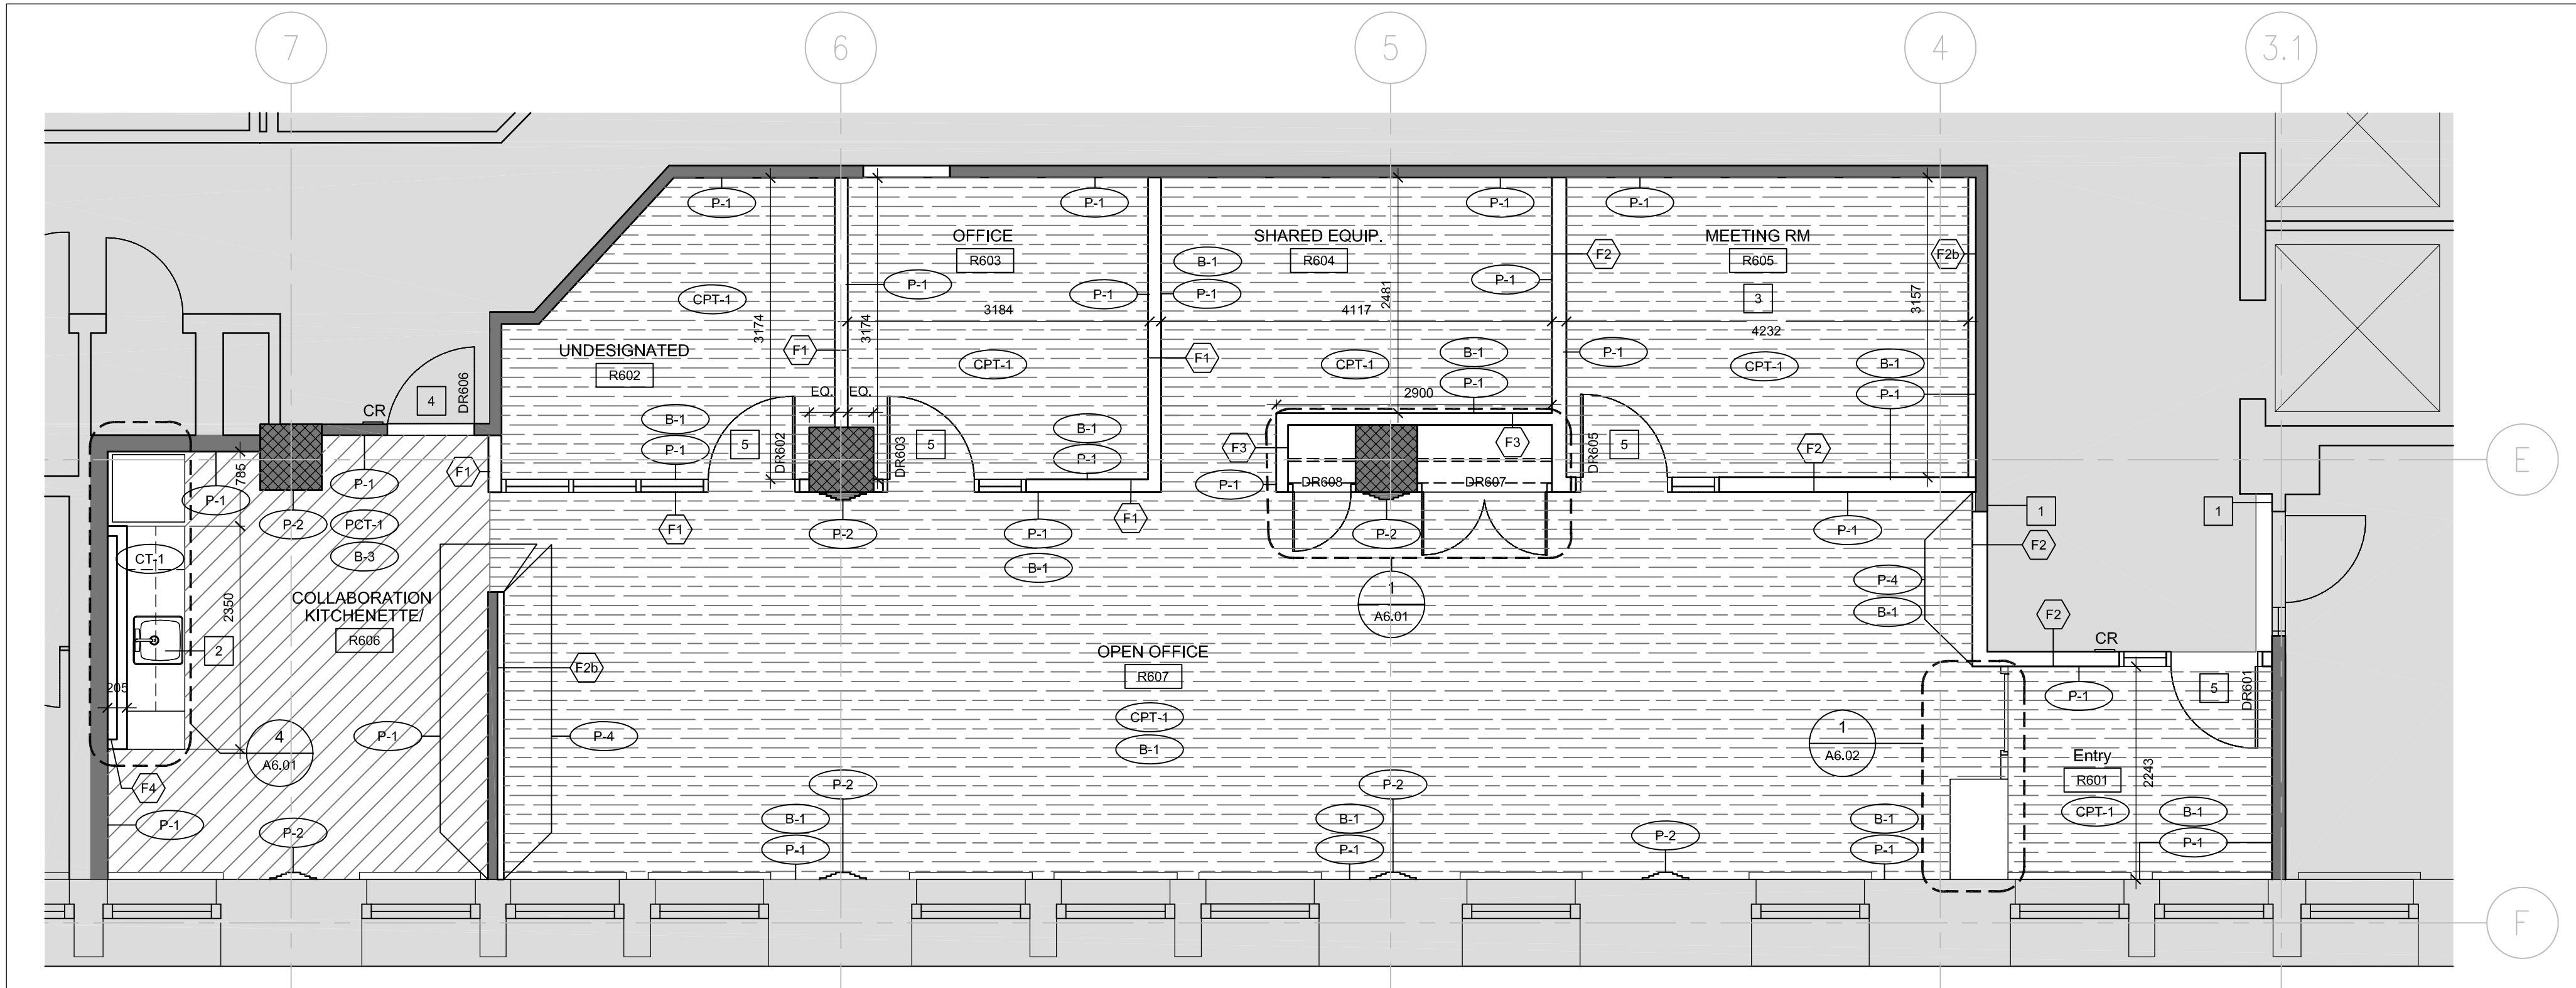 7
6
5
4
3.1
P-1
P-1
P-1
P-1
OFFICE
R603
SHARED EQUIP.
R604
MEETING RM
R605
B-1
P-1
F2
F2b
P-1
P-1
P-1
3
CPT-1
3184
4117
2481
4232
3157
3174
3174
F1
UNDESIGNATED
R602
F1
CPT-1
CPT-1
B-1
P-1
P-1
CPT-1
B-1
P-1
2900
EQ.
EQ.
4
DR606
CR
B-1
P-1
5
DR602
DR603
5
B-1
P-1
F3
F3
5
DR605
F2
E
F1
785
P-1
P-1
P-2
PCT-1
B-3
P-1
DR608
DR607
F1
P-2
P-1
B-1
F1
P-2
P-1
1
1
F2
CT-1
2350
COLLABORATION
KITCHENETTE/
R606
2
1
A6.01
P-4
B-1
F2
CR
OPEN OFFICE
R607
F2b
205
CPT-1
B-1
P-1
5
DR601
4
A6.01
P-1
P-4
1
A6.02
Entry
R601
2243
F4
P-2
P-2
CPT-1
B-1
P-1
P-1
P-2
B-1
P-1
B-1
P-1
P-2
B-1
P-1
F